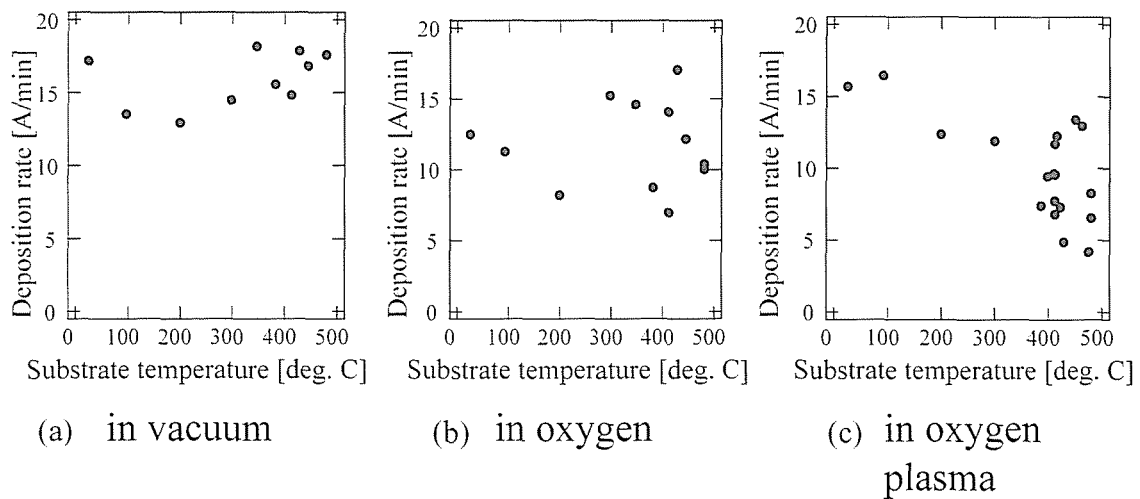 20
15
10
5
0
Deposition rate [A/min]
0 100 200 300 400 500
Substrate temperature [deg. C]
(a) in vacuum
20
15
10
5
0
Deposition rate [A/min]
0 100 200 300 400 500
Substrate temperature [deg. C]
(b) in oxygen
20
15
10
5
0
Deposition rate [A/min]
0 100 200 300 400 500
Substrate temperature [deg. C]
(c) in oxygen
plasma